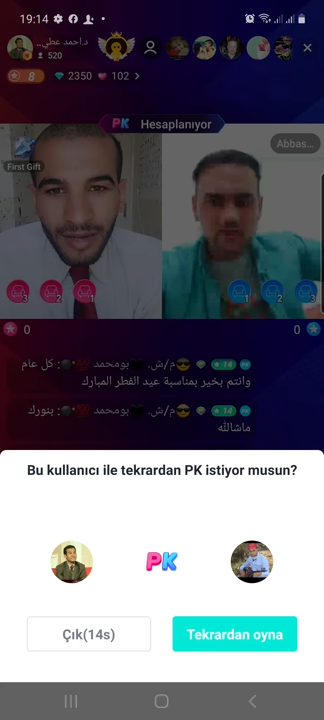 19:14
د.احمد عطي...
520
8
2350
102
PK Hesaplanıyor
First Gift
Abbas...
3
2
1
1
2
3
0
0
14 م/ش. بومحمد 💯: كل عام
وانتم بخير بمناسبة عيد الفطر المبارك
14 م/ش. بومحمد 💯: بنورك
ماشالله
Bu kullanıcı ile tekrardan PK istiyor musun?
PK
Çık(14s)
Tekrardan oyna